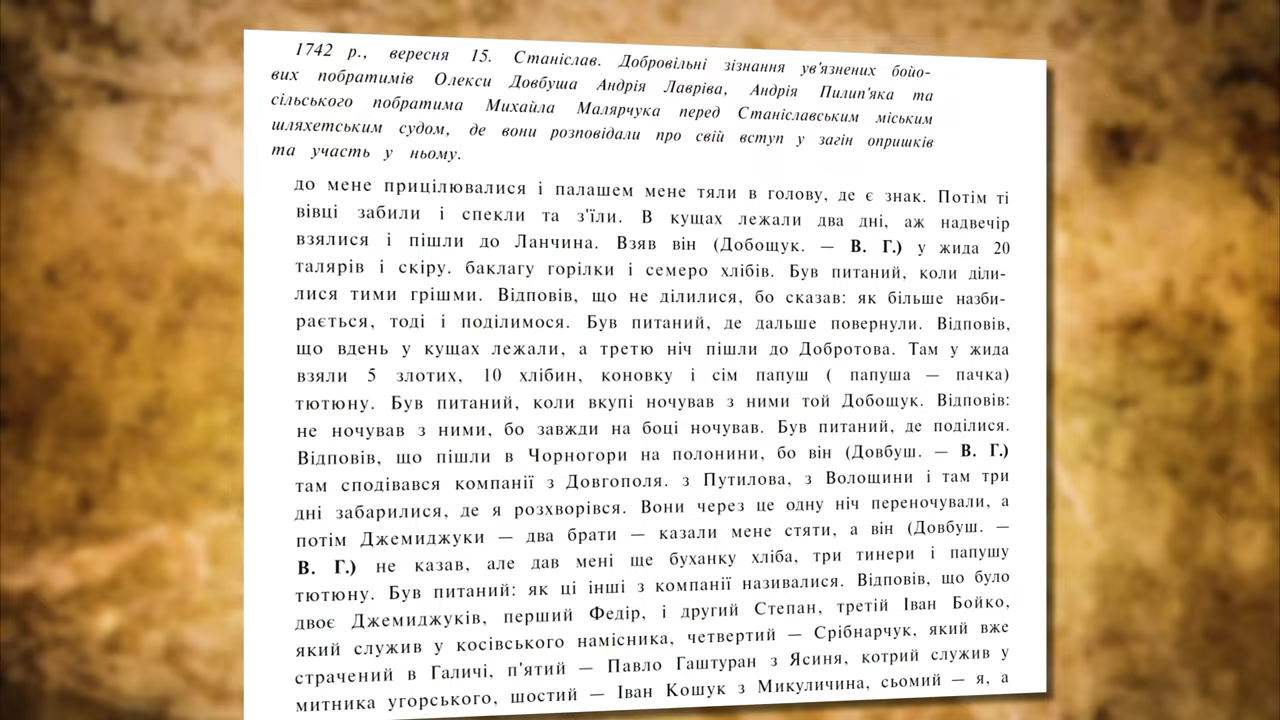 1742 р., вересня 15. Станіслав. Добровільні зізнання ув'язнених бойо-
вих побратимів Олекси Довбуша Андрія Лавріва, Андрія Пилип'яка та
сільського побратима Михайла Малярчука перед Станіславським міським
шляхетським судом, де вони розповідали про свій вступ у загін опришків
та участь у ньому.
до мене прицілювалися і палашем мене тяли в голову, де є знак. Потім ті
вівці забили і спекли та з'їли. В кущах лежали два дні, аж надвечір
взялися і пішли до Ланчина. Взяв він (Добощук. — В. Г.) у жида 20
талярів і скіру. баклагу горілки і семеро хлібів. Був питаний, коли діли-
лися тими грішми. Відповів, що не ділилися, бо сказав: як більше назби-
рається, тоді і поділимося. Був питаний, де дальше повернули. Відповів,
що вдень у кущах лежали, а третю ніч пішли до Добротова. Там у жида
взяли 5 злотих, 10 хлібин, коновку і сім папуш ( папуша — пачка)
тютюну. Був питаний, коли вкупі ночував з ними той Добощук. Відповів:
не ночував з ними, бо завжди на боці ночував. Був питаний, де поділися.
Відповів, що пішли в Чорногори на полонини, бо він (Довбуш. — В. Г.)
там сподівався компанії з Довгополя. з Путилова, з Волощини і там три
дні забарилися, де я розхворівся. Вони через це одну ніч переночували, а
потім Джемиджуки — два брати — казали мене стяти, а він (Довбуш. —
В. Г.) не казав, але дав мені ще буханку хліба, три тинери і папушу
тютюну. Був питаний: як ці інші з компанії називалися. Відповів, що було
двоє Джемиджуків, перший Федір, і другий Степан, третій Іван Бойко,
який служив у косівського намісника, четвертий — Срібнарчук, який вже
страчений в Галичі, п'ятий — Павло Гаштуран з Ясиня, котрий служив у
митника угорського, шостий — Іван Кошук з Микуличина, сьомий — я, а